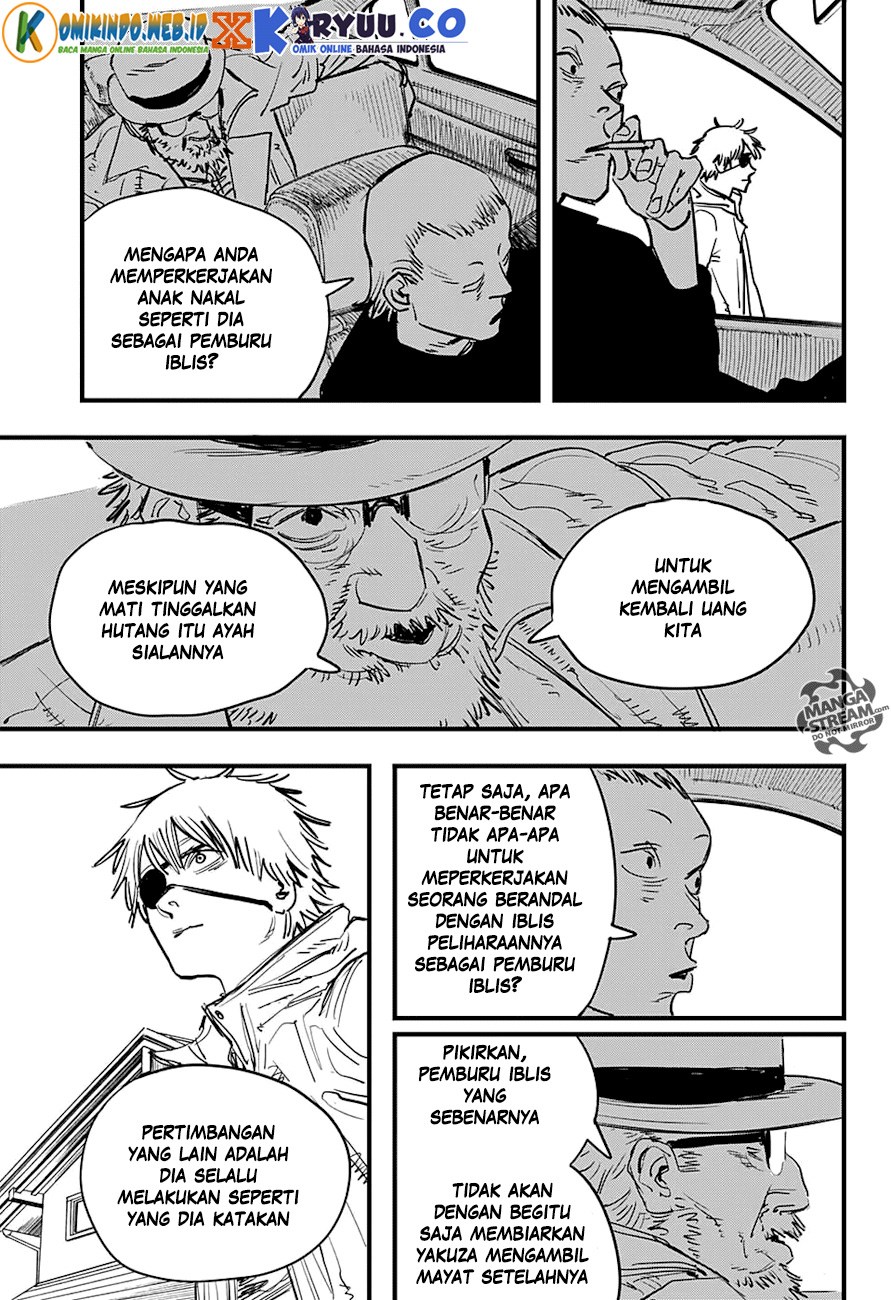 KOMIKINDO.WEB.ID X KIRYUU.CO
BACA MANGA ONLINE BAHASA INDONESIA
OMIK ONLINE BAHASA INDONESIA
MENGAPA ANDA
MEMPERKERJAKAN
ANAK NAKAL
SEPERTI DIA
SEBAGAI PEMBURU
IBLIS?
UNTUK
MENGAMBIL
KEMBALI UANG
KITA
MESKIPUN YANG
MATI TINGGALKAN
HUTANG ITU AYAH
SIALANNYA
MANGA
STREAM.com
DO NOT MIRROR
TETAP SAJA, APA
BENAR-BENAR
TIDAK APA-APA
UNTUK
MEPERKERJAKAN
SEORANG BERANDAL
DENGAN IBLIS
PELIHARAANNYA
SEBAGAI PEMBURU
IBLIS?
PIKIRKAN,
PEMBURU IBLIS
YANG
SEBENARNYA
TIDAK AKAN
DENGAN BEGITU
SAJA MEMBIARKAN
YAKUZA MENGAMBIL
MAYAT SETELAHNYA
PERTIMBANGAN
YANG LAIN ADALAH
DIA SELALU
MELAKUKAN SEPERTI
YANG DIA KATAKAN